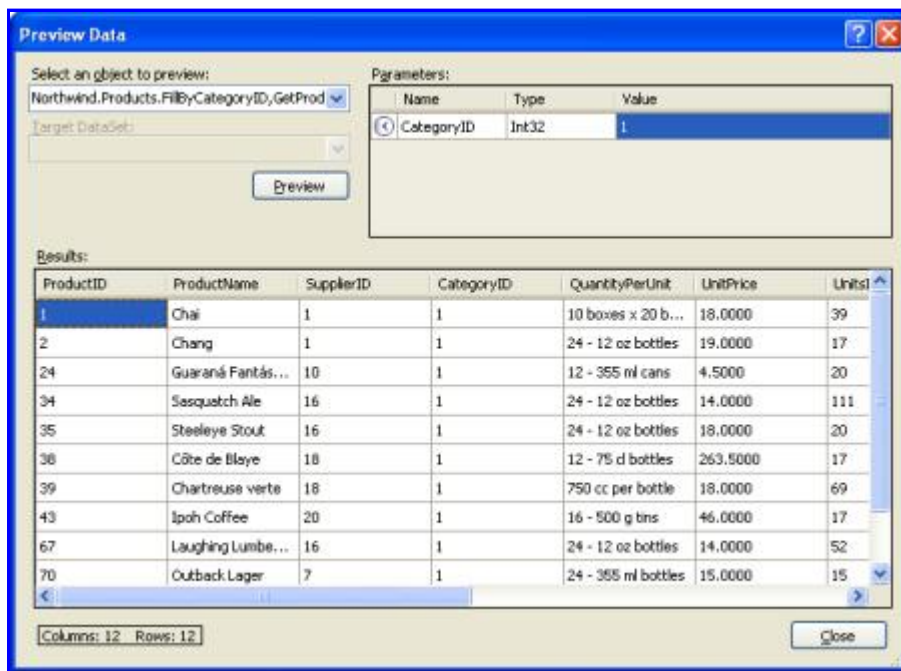 Preview Data
Select an object to preview:
Northwind.Products.FillByCategoryID,GetProd
Target DataSet:
Preview
Parameters:
Name Type Value
CategoryID Int32 1
Results:
ProductID ProductName SupplierID CategoryID QuantityPerUnit UnitPrice UnitsI
1 Chai 1 1 10 boxes x 20 b... 18.0000 39
2 Chang 1 1 24 - 12 oz bottles 19.0000 17
24 Guaraná Fantás... 10 1 12 - 355 ml cans 4.5000 20
34 Sasquatch Ale 16 1 24 - 12 oz bottles 14.0000 111
35 Steeleye Stout 16 1 24 - 12 oz bottles 18.0000 20
38 Côte de Blaye 18 1 12 - 75 cl bottles 263.5000 17
39 Chartreuse verte 18 1 750 cc per bottle 18.0000 69
43 Ipoh Coffee 20 1 16 - 500 g tins 46.0000 17
67 Laughing Lumbe... 16 1 24 - 12 oz bottles 14.0000 52
70 Outback Lager 7 1 24 - 355 ml bottles 15.0000 15
Columns: 12 Rows: 12
Close